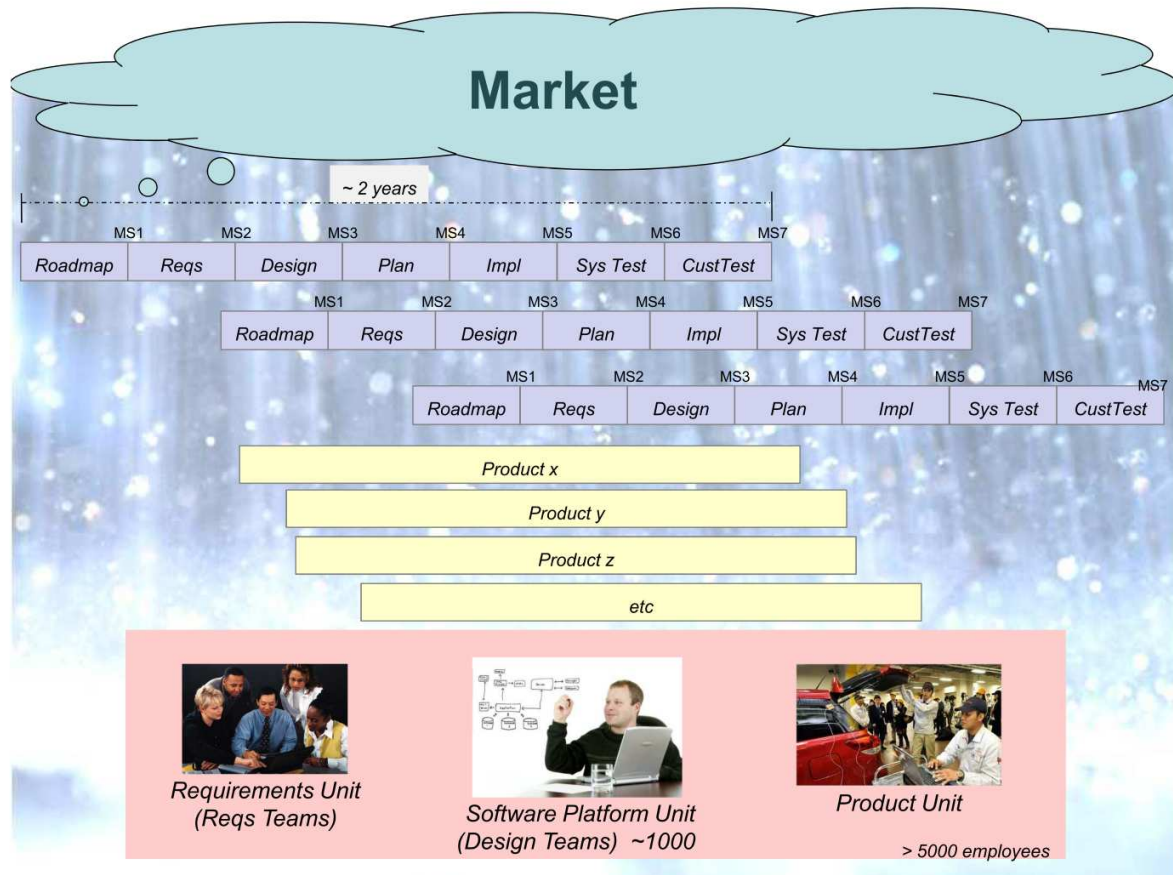 Market
~ 2 years
MS1 MS2 MS3 MS4 MS5 MS6 MS7
Roadmap Reqs Design Plan Impl Sys Test CustTest
MS1 MS2 MS3 MS4 MS5 MS6 MS7
Roadmap Reqs Design Plan Impl Sys Test CustTest
MS1 MS2 MS3 MS4 MS5 MS6 MS7
Roadmap Reqs Design Plan Impl Sys Test CustTest
Product x
Product y
Product z
etc
Requirements Unit
(Reqs Teams)
Software Platform Unit
(Design Teams) ~1000
Product Unit
> 5000 employees